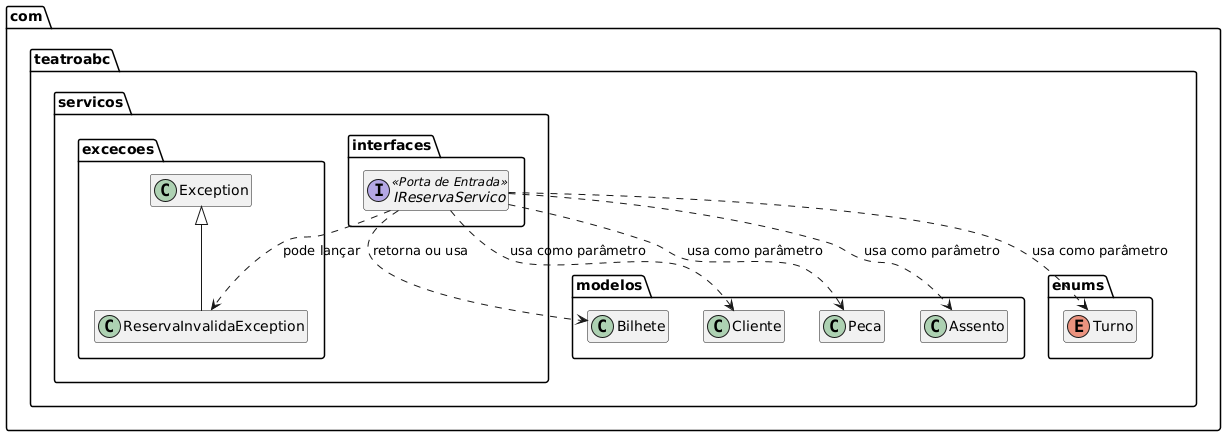 com
teatroabc
servicos
excecoes
interfaces
C Exception
I «Porta de Entrada»
IReservaServico
pode lançar
retorna ou usa
usa como parâmetro
usa como parâmetro
usa como parâmetro
usa como parâmetro
modelos
enums
C ReservaInvalidaException
C Bilhete
C Cliente
C Peca
C Assento
E Turno